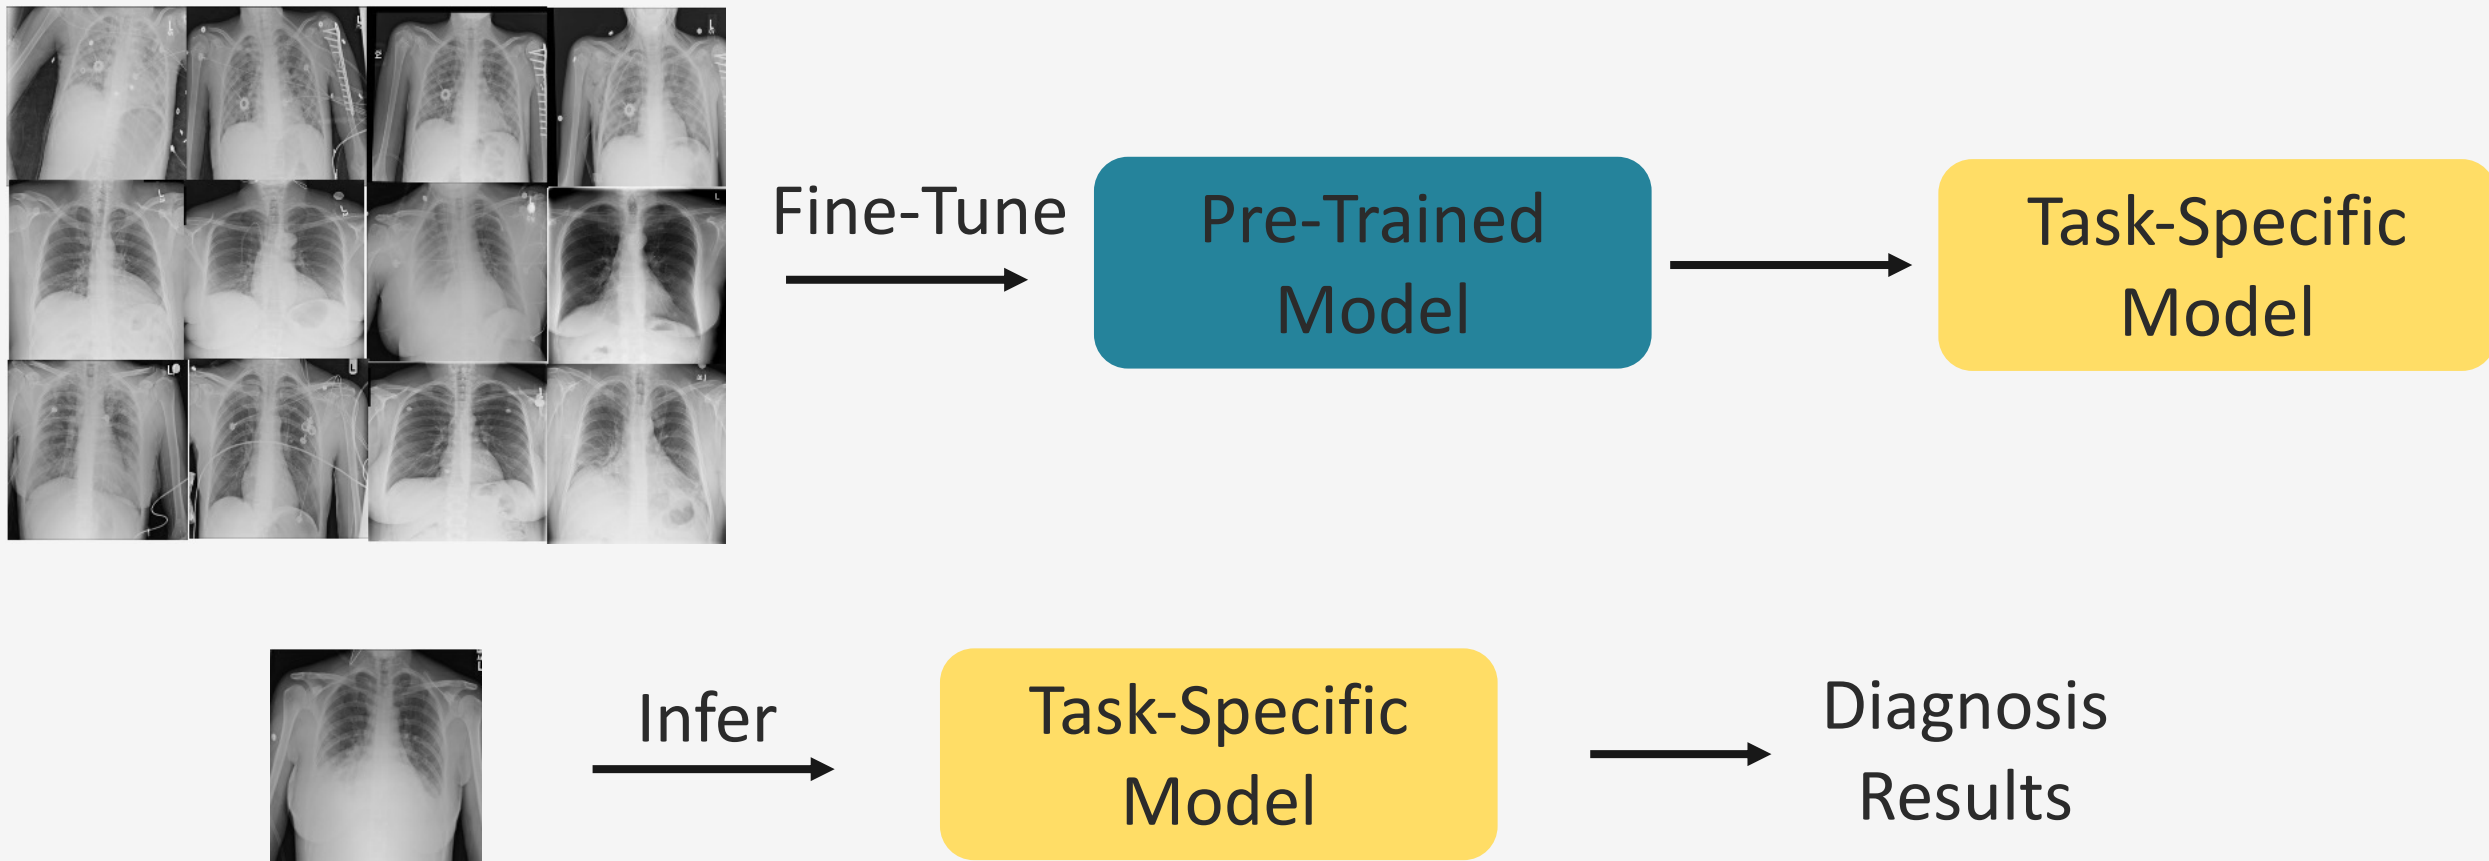 Fine-Tune
Pre-Trained
Model
Task-Specific
Model
Infer
Task-Specific
Model
Diagnosis
Results